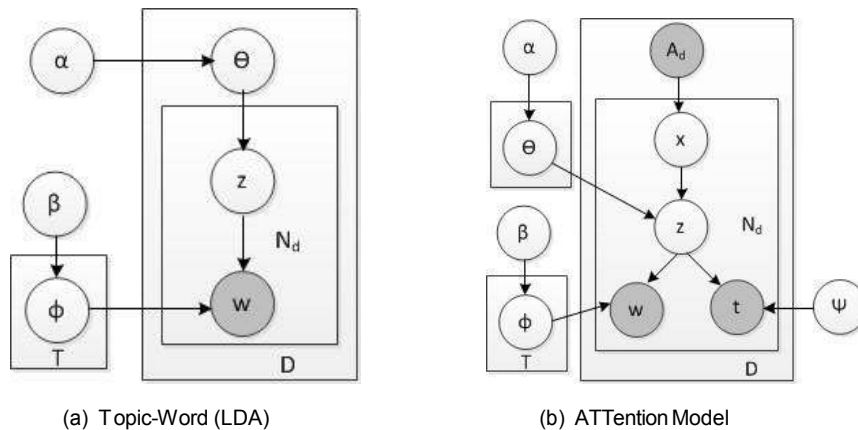 α
Θ
z
β
N_d
ϕ
w
T
D
(a) Topic-Word (LDA)
α
A_d
Θ
x
z
N_d
β
ϕ
w
t
Ψ
T
D
(b) ATTention Model